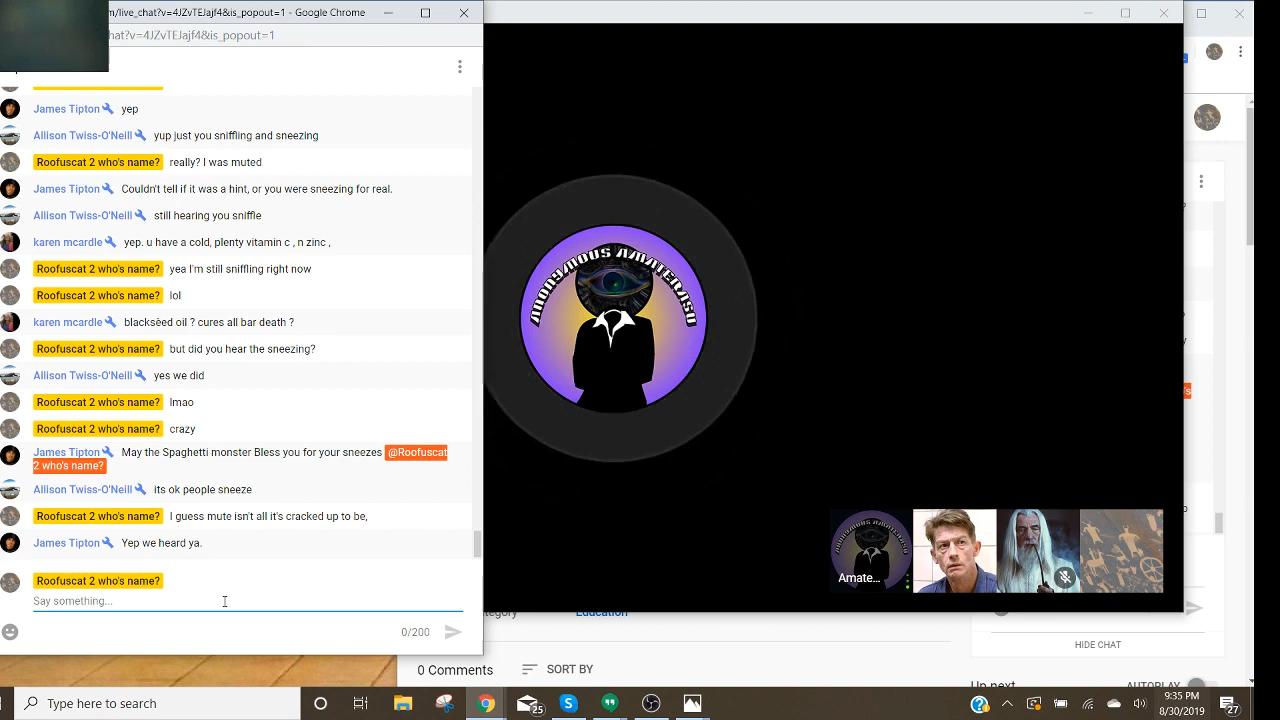 m/live_chat?v=4JZvTEJajf4&is_popout=1 - Google Chrome
hat?v=4JZvTEJajf4&is_popout=1
James Tipton yep
Allison Twiss-O'Neill yup just you sniffling and sneezing
Roofuscat 2 who's name? really? I was muted
James Tipton Couldn't tell if it was a hint, or you were sneezing for real.
Allison Twiss-O'Neill still hearing you sniffle
karen mcardle yep. u have a cold, plenty vitamin c , n zinc ,
Roofuscat 2 who's name? yea I'm still sniffling right now
Roofuscat 2 who's name? lol
karen mcardle blacksèed oil ? cures all bar death ?
Roofuscat 2 who's name? but did you hear the sneezing?
Allison Twiss-O'Neill yes we did
Roofuscat 2 who's name? lmao
Roofuscat 2 who's name? crazy
James Tipton May the Spaghetti monster Bless you for your sneezes @Roofuscat
2 who's name?
Allison Twiss-O'Neill its ok people sneeze
Roofuscat 2 who's name? I guess mute isn't all it's cracked up to be,
James Tipton Yep we heard ya.
Roofuscat 2 who's name?
Say something...
0/200
ANONYMOUS AMATERASU
Amate...
Education
HIDE CHAT
0 Comments
SORT BY
Up next
AUTOPLAY
Type here to search
25
9:35 PM
8/30/2019
27